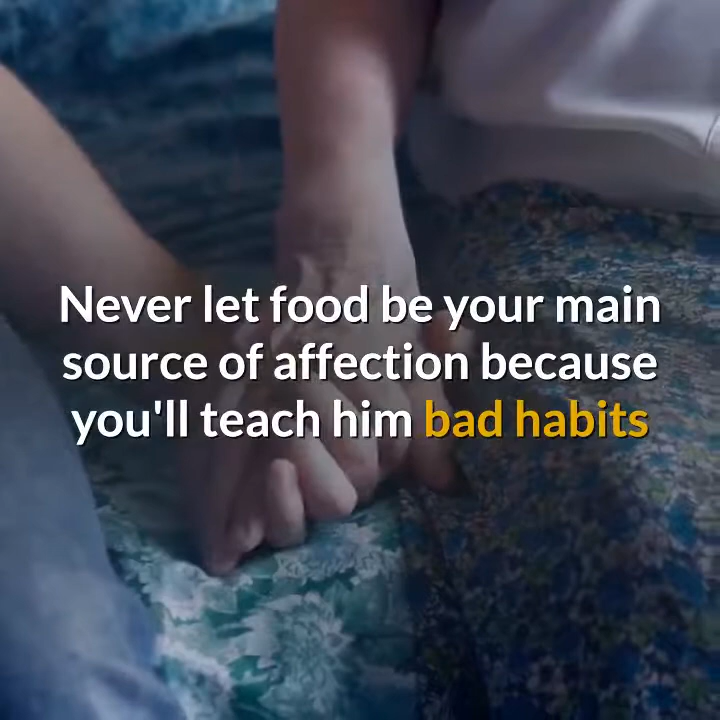 Never let food be your main
source of affection because
you'll teach him bad habits